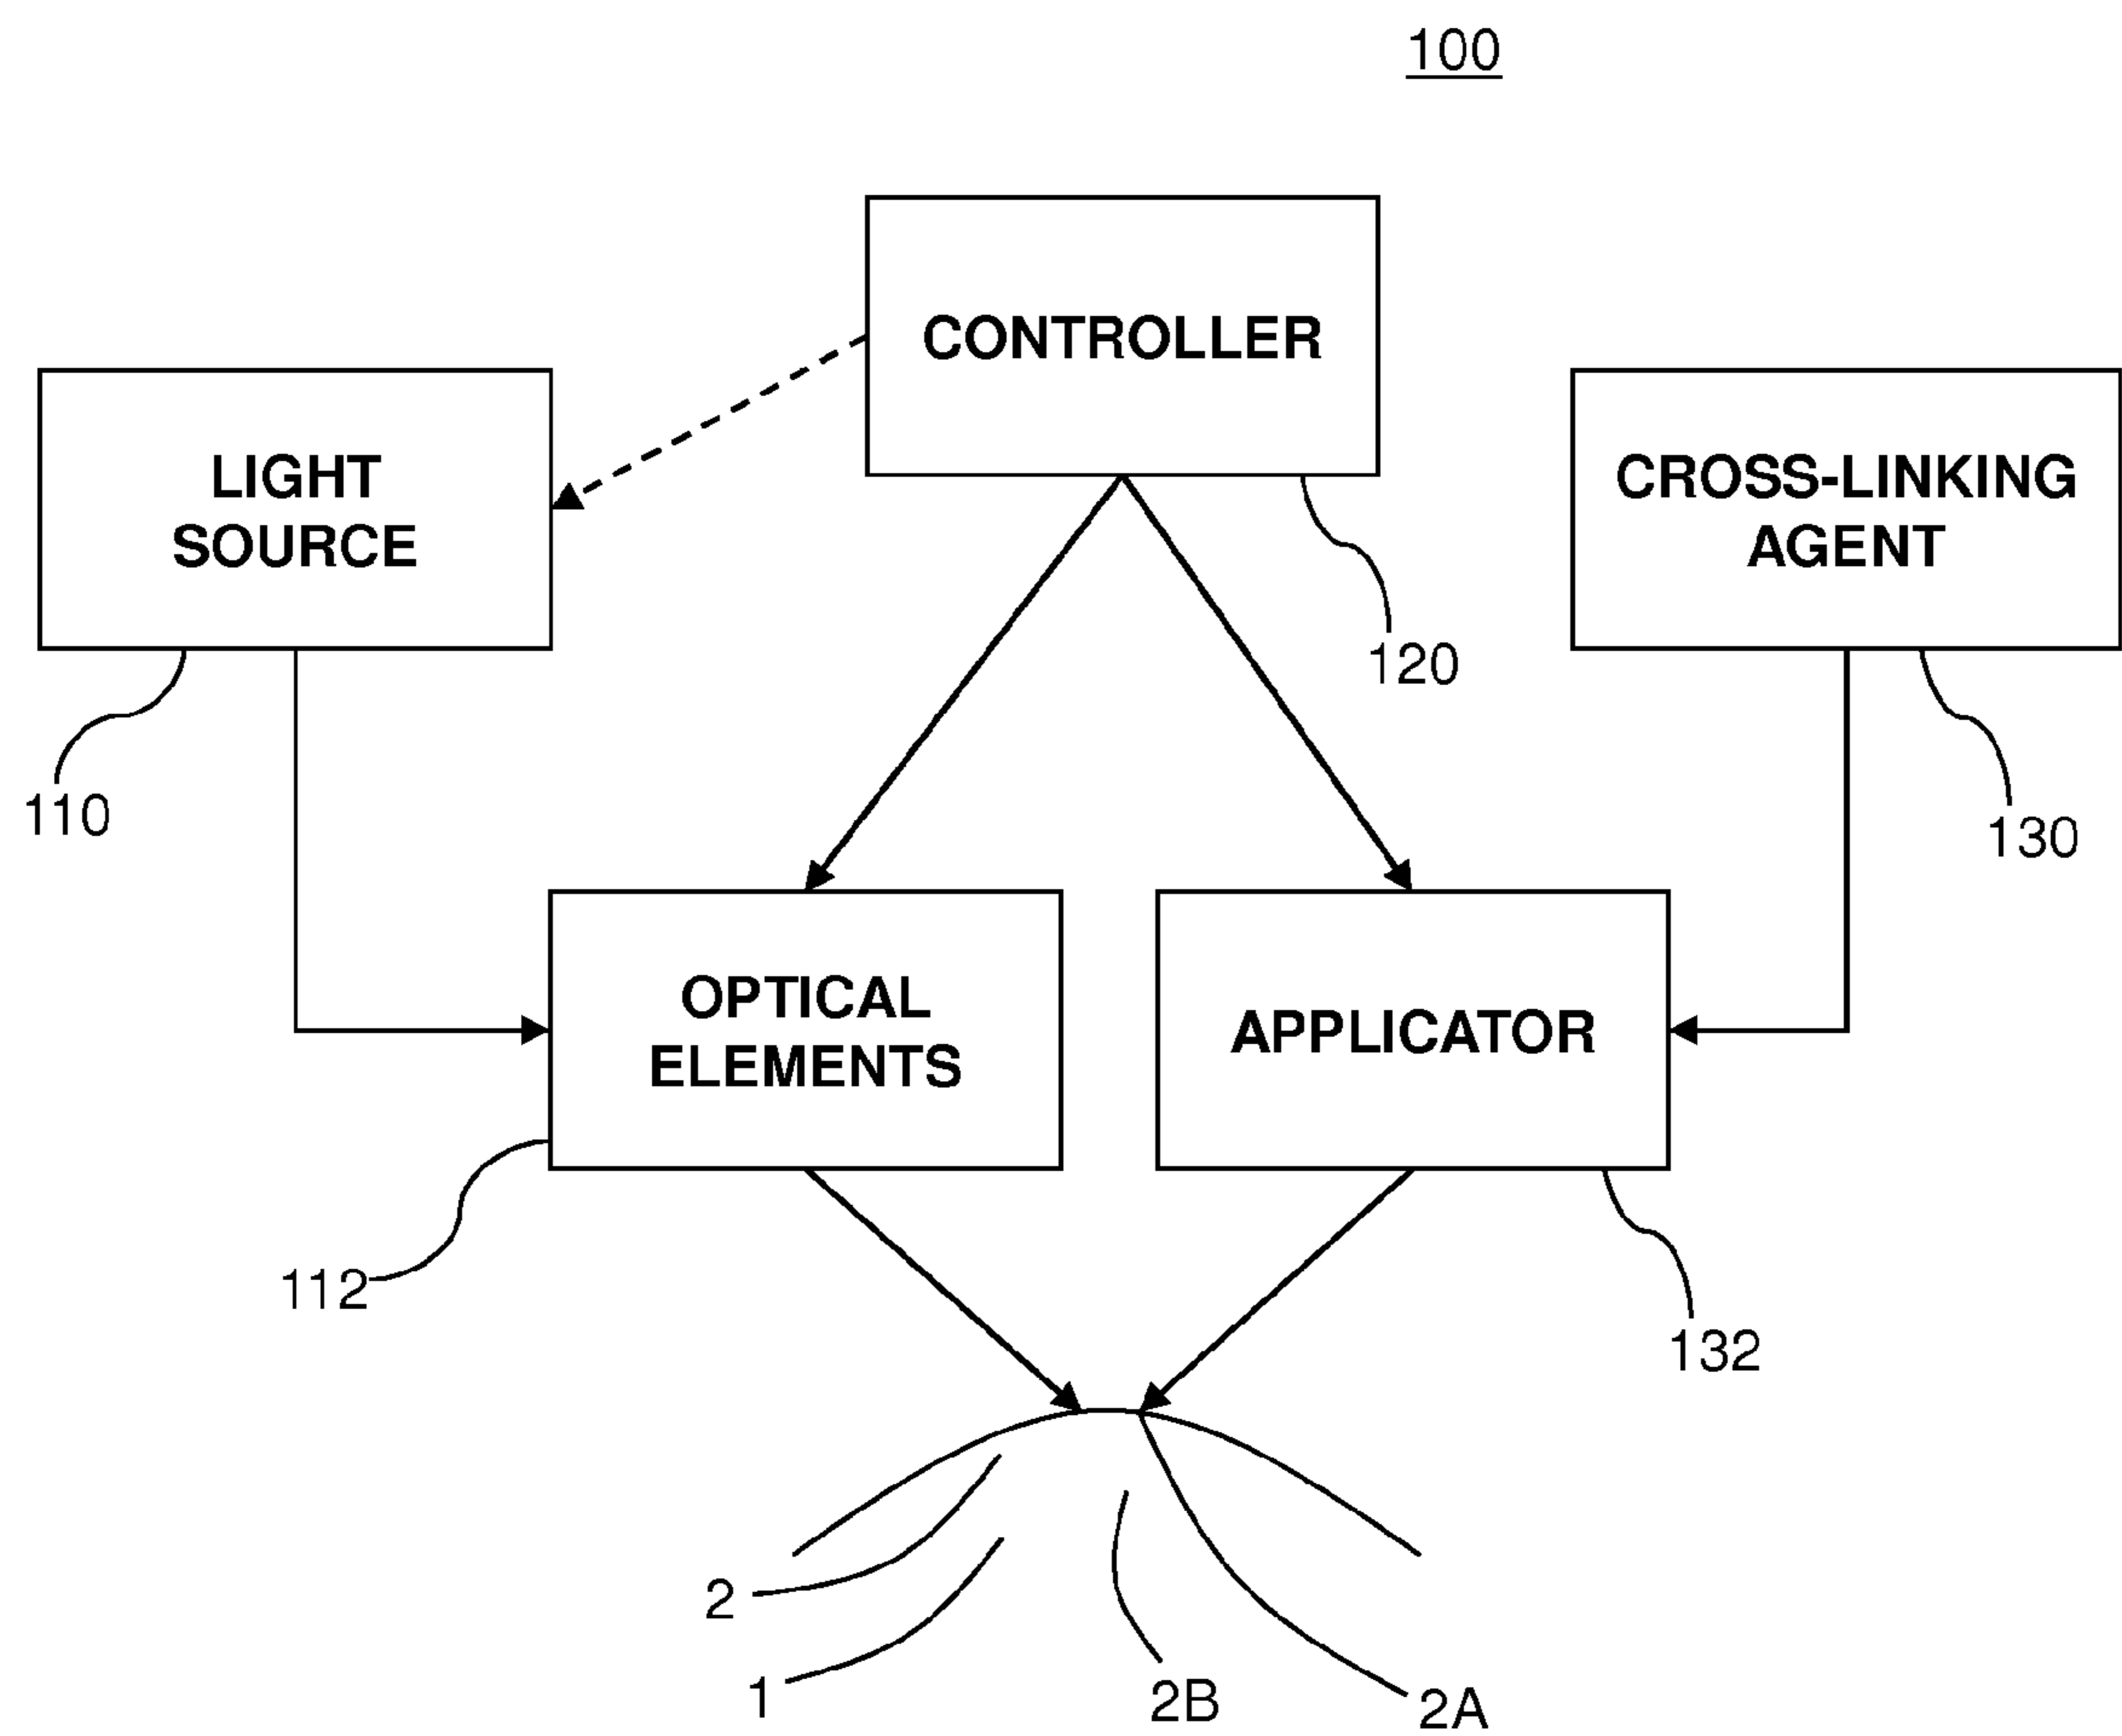 100
CONTROLLER
LIGHT
SOURCE
CROSS-LINKING
AGENT
120
110
130
OPTICAL
ELEMENTS
APPLICATOR
112
132
2
1
2B
2A